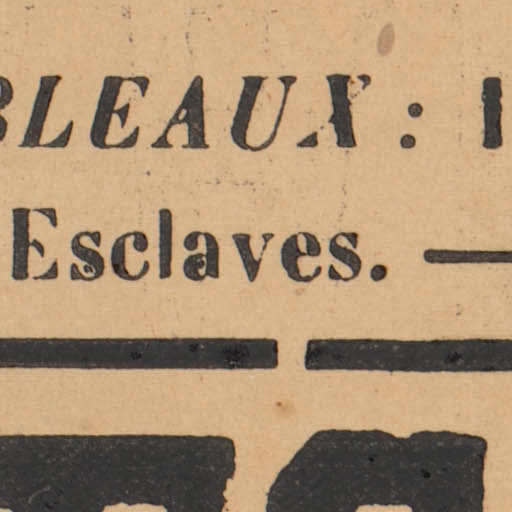 BLEAUX :
Esclaves. —